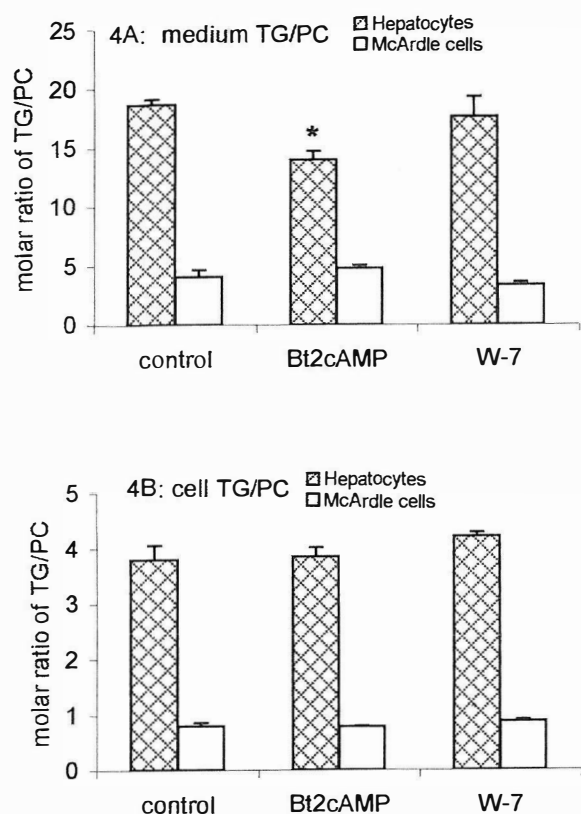 4A: medium TG/PC
Hepatocytes
McArdle cells
molar ratio of TG/PC
25
20
15
10
5
0
*
control Bt2cAMP W-7
4B: cell TG/PC
Hepatocytes
McArdle cells
molar ratio of TG/PC
5
4
3
2
1
0
control Bt2cAMP W-7